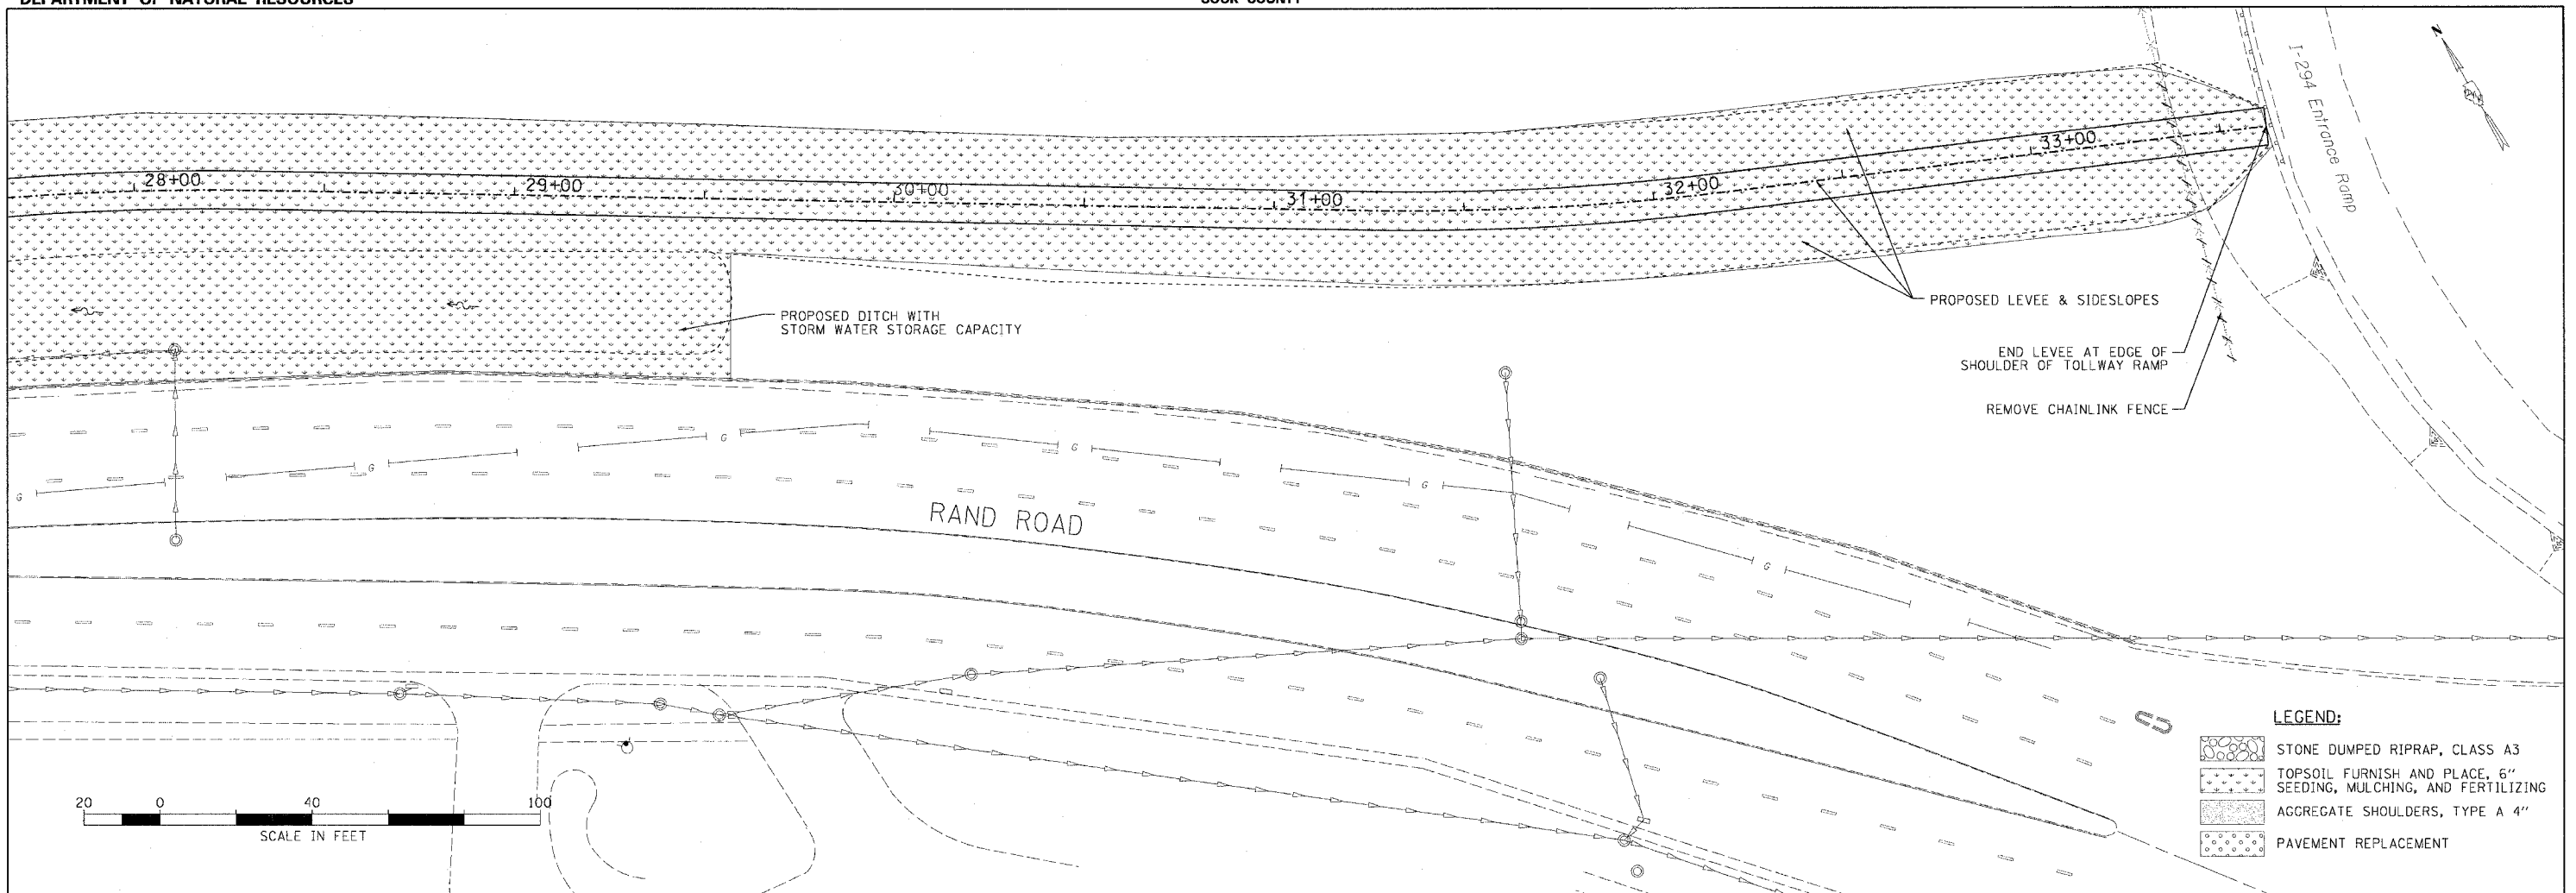 DEPARTMENT OF NATURAL RESOURCES
COOK COUNTY
N
I-294 Entrance Ramp
28+00
29+00
30+00
31+00
32+00
33+00
PROPOSED LEVEE & SIDESLOPES
PROPOSED DITCH WITH
STORM WATER STORAGE CAPACITY
END LEVEE AT EDGE OF
SHOULDER OF TOLLWAY RAMP
REMOVE CHAINLINK FENCE
G
G
G
G
G
G
G
RAND ROAD
LEGEND:
STONE DUMPED RIPRAP, CLASS A3
TOPSOIL FURNISH AND PLACE, 6"
SEEDING, MULCHING, AND FERTILIZING
AGGREGATE SHOULDERS, TYPE A 4"
PAVEMENT REPLACEMENT
20 0 40 100
SCALE IN FEET